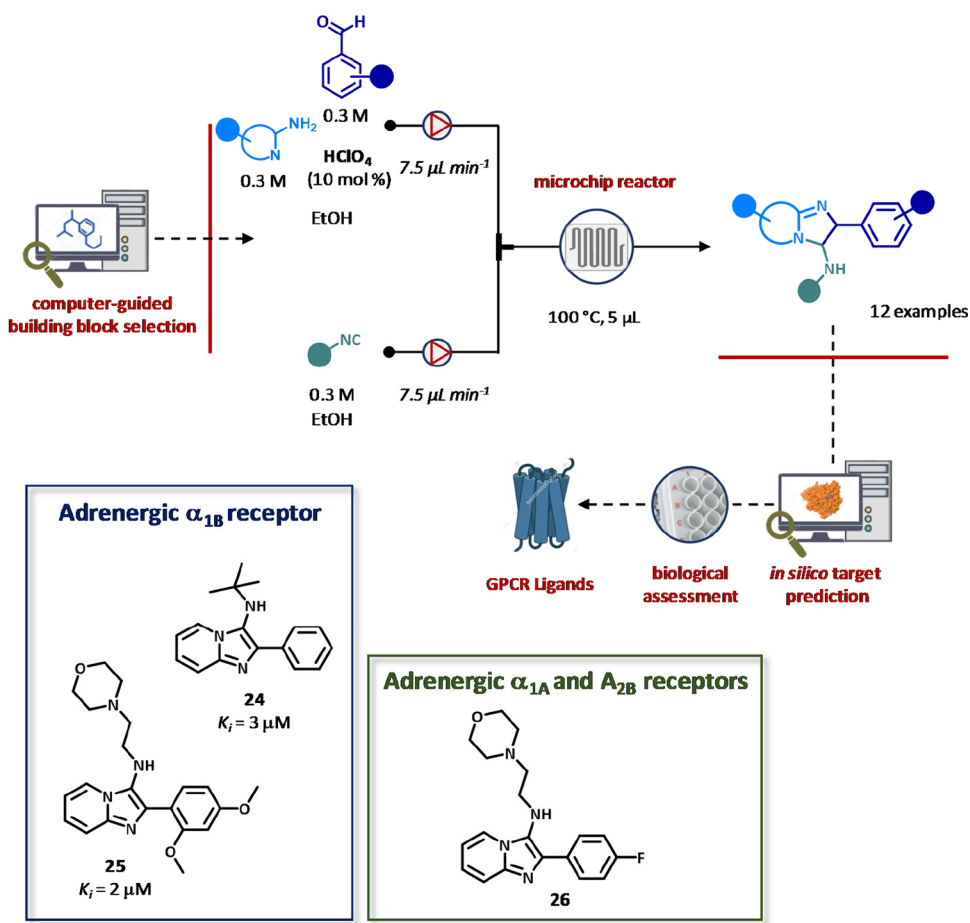 O
H
NH₂
N
0.3 M
0.3 M
HClO₄
(10 mol %)
EtOH
7.5 µL min⁻¹
microchip reactor
100 °C, 5 µL
N
N
NH
12 examples
computer-guided
building block selection
NC
0.3 M
EtOH
7.5 µL min⁻¹
GPCR Ligands
biological
assessment
in silico target
prediction
A
B
C
Adrenergic α1B receptor
NH
N
N
24
Ki = 3 µM
O
N
NH
N
N
O
O
25
Ki = 2 µM
Adrenergic α1A and A2B receptors
O
N
NH
N
N
F
26